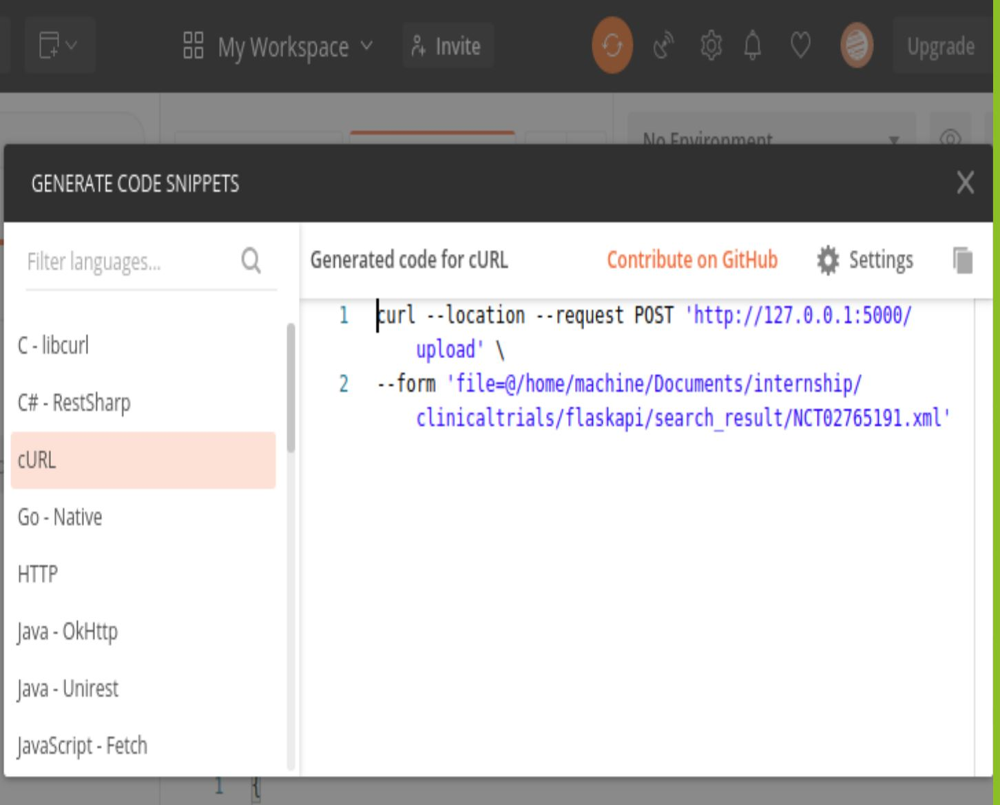 My Workspace
Invite
Upgrade
No Environment
GENERATE CODE SNIPPETS
X
Filter languages...
C - libcurl
C# - RestSharp
cURL
Go - Native
HTTP
Java - OkHttp
Java - Unirest
JavaScript - Fetch
Generated code for cURL
Contribute on GitHub
Settings
1 curl --location --request POST 'http://127.0.0.1:5000/
upload' \
2 --form 'file=@/home/machine/Documents/internship/
clinicaltrials/flaskapi/search_result/NCT02765191.xml'
1 {